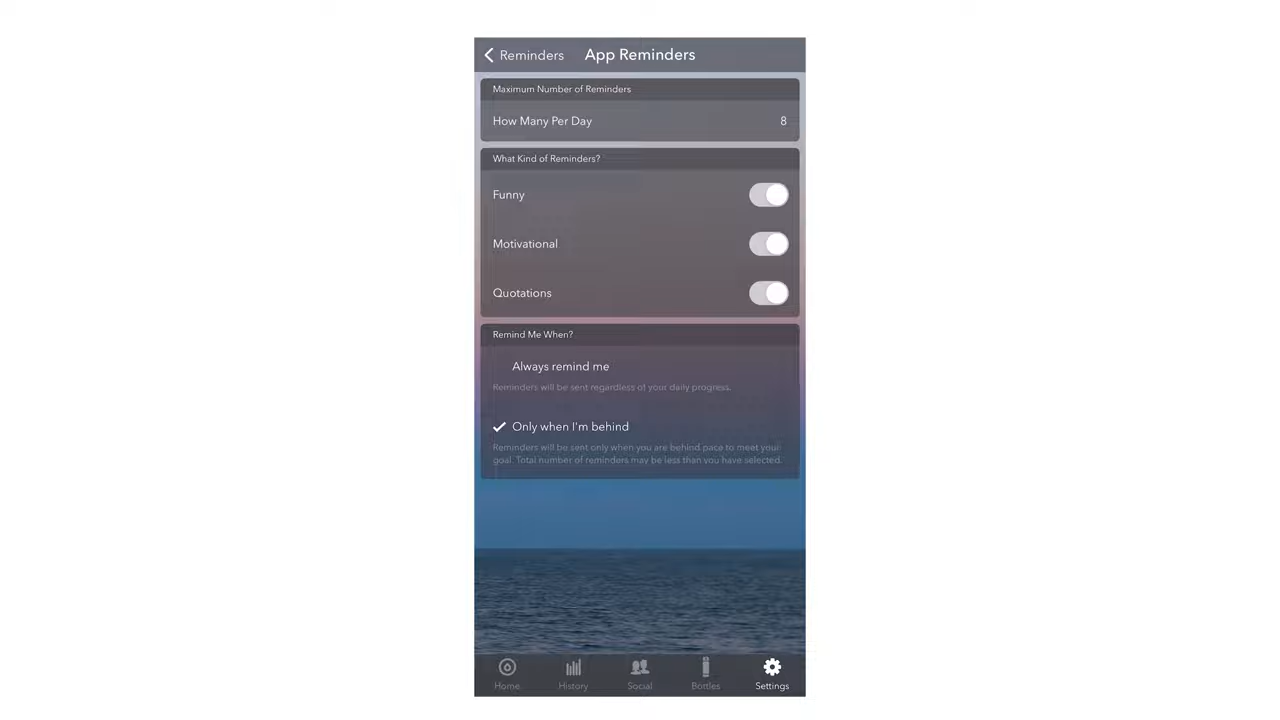 Reminders App Reminders
Maximum Number of Reminders
How Many Per Day 8
What Kind of Reminders?
Funny
Motivational
Quotations
Remind Me When?
Always remind me
Reminders will be sent regardless of your daily progress.
Only when I'm behind
Reminders will be sent only when you are behind pace to meet your
goal. Total number of reminders may be less than you have selected.
Home History Social Bottles Settings